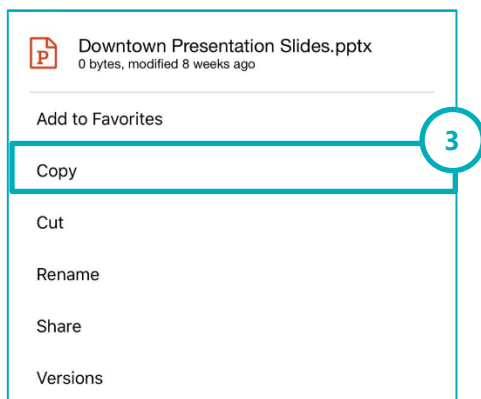 Downtown Presentation Slides.pptx
0 bytes, modified 8 weeks ago
Add to Favorites
3
Copy
Cut
Rename
Share
Versions